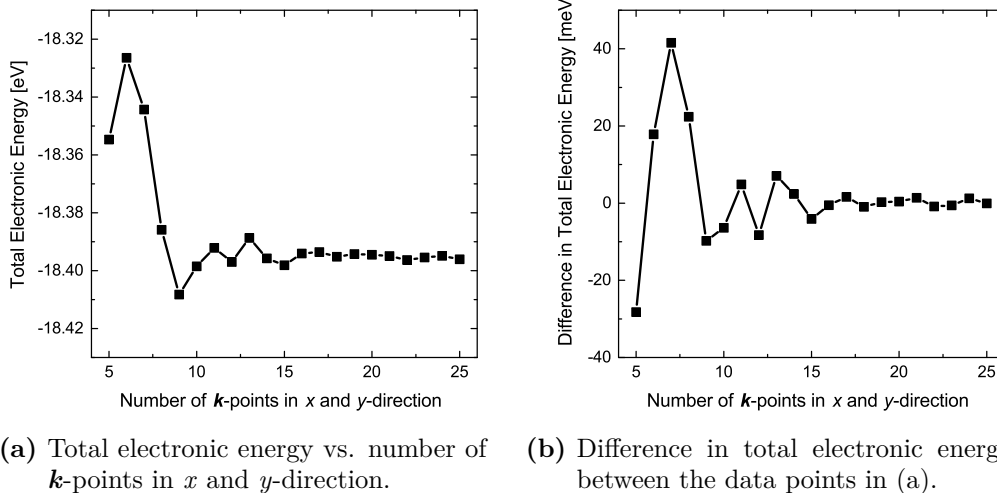 -18.32
-18.34
-18.36
-18.38
-18.40
-18.42
Total Electronic Energy [eV]
5 10 15 20 25
Number of k-points in x and y-direction
40
20
0
-20
-40
Difference in Total Electronic Energy [meV
5 10 15 20 25
Number of k-points in x and y-direction
(a) Total electronic energy vs. number of
k-points in x and y-direction.
(b) Difference in total electronic energ
between the data points in (a).